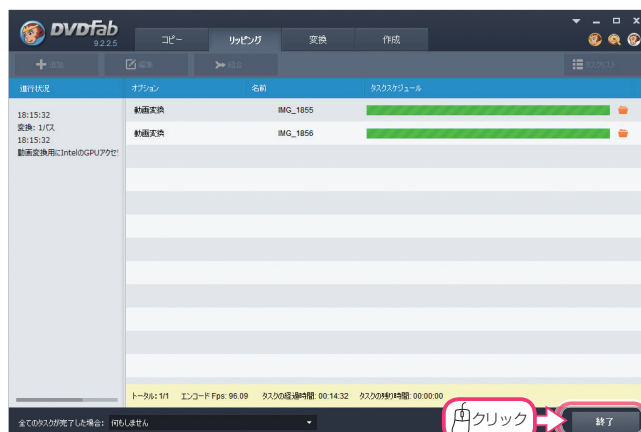 DVDFab
9.2.2.5
コピー
リッピング
変換
作成
追加
編集
結合
タスクリスト
進行状況
オプション
名前
タスクスケジュール
18:15:32
変換: 1/パス
18:15:32
動画変換用にIntelのGPUアクセ
動画変換
IMG_1855
動画変換
IMG_1856
トータル: 1/1 エンコード Fps: 96.09 タスクの経過時間: 00:14:32 タスクの残り時間: 00:00:00
全てのタスクが完了した場合: 何もしません
クリック
終了